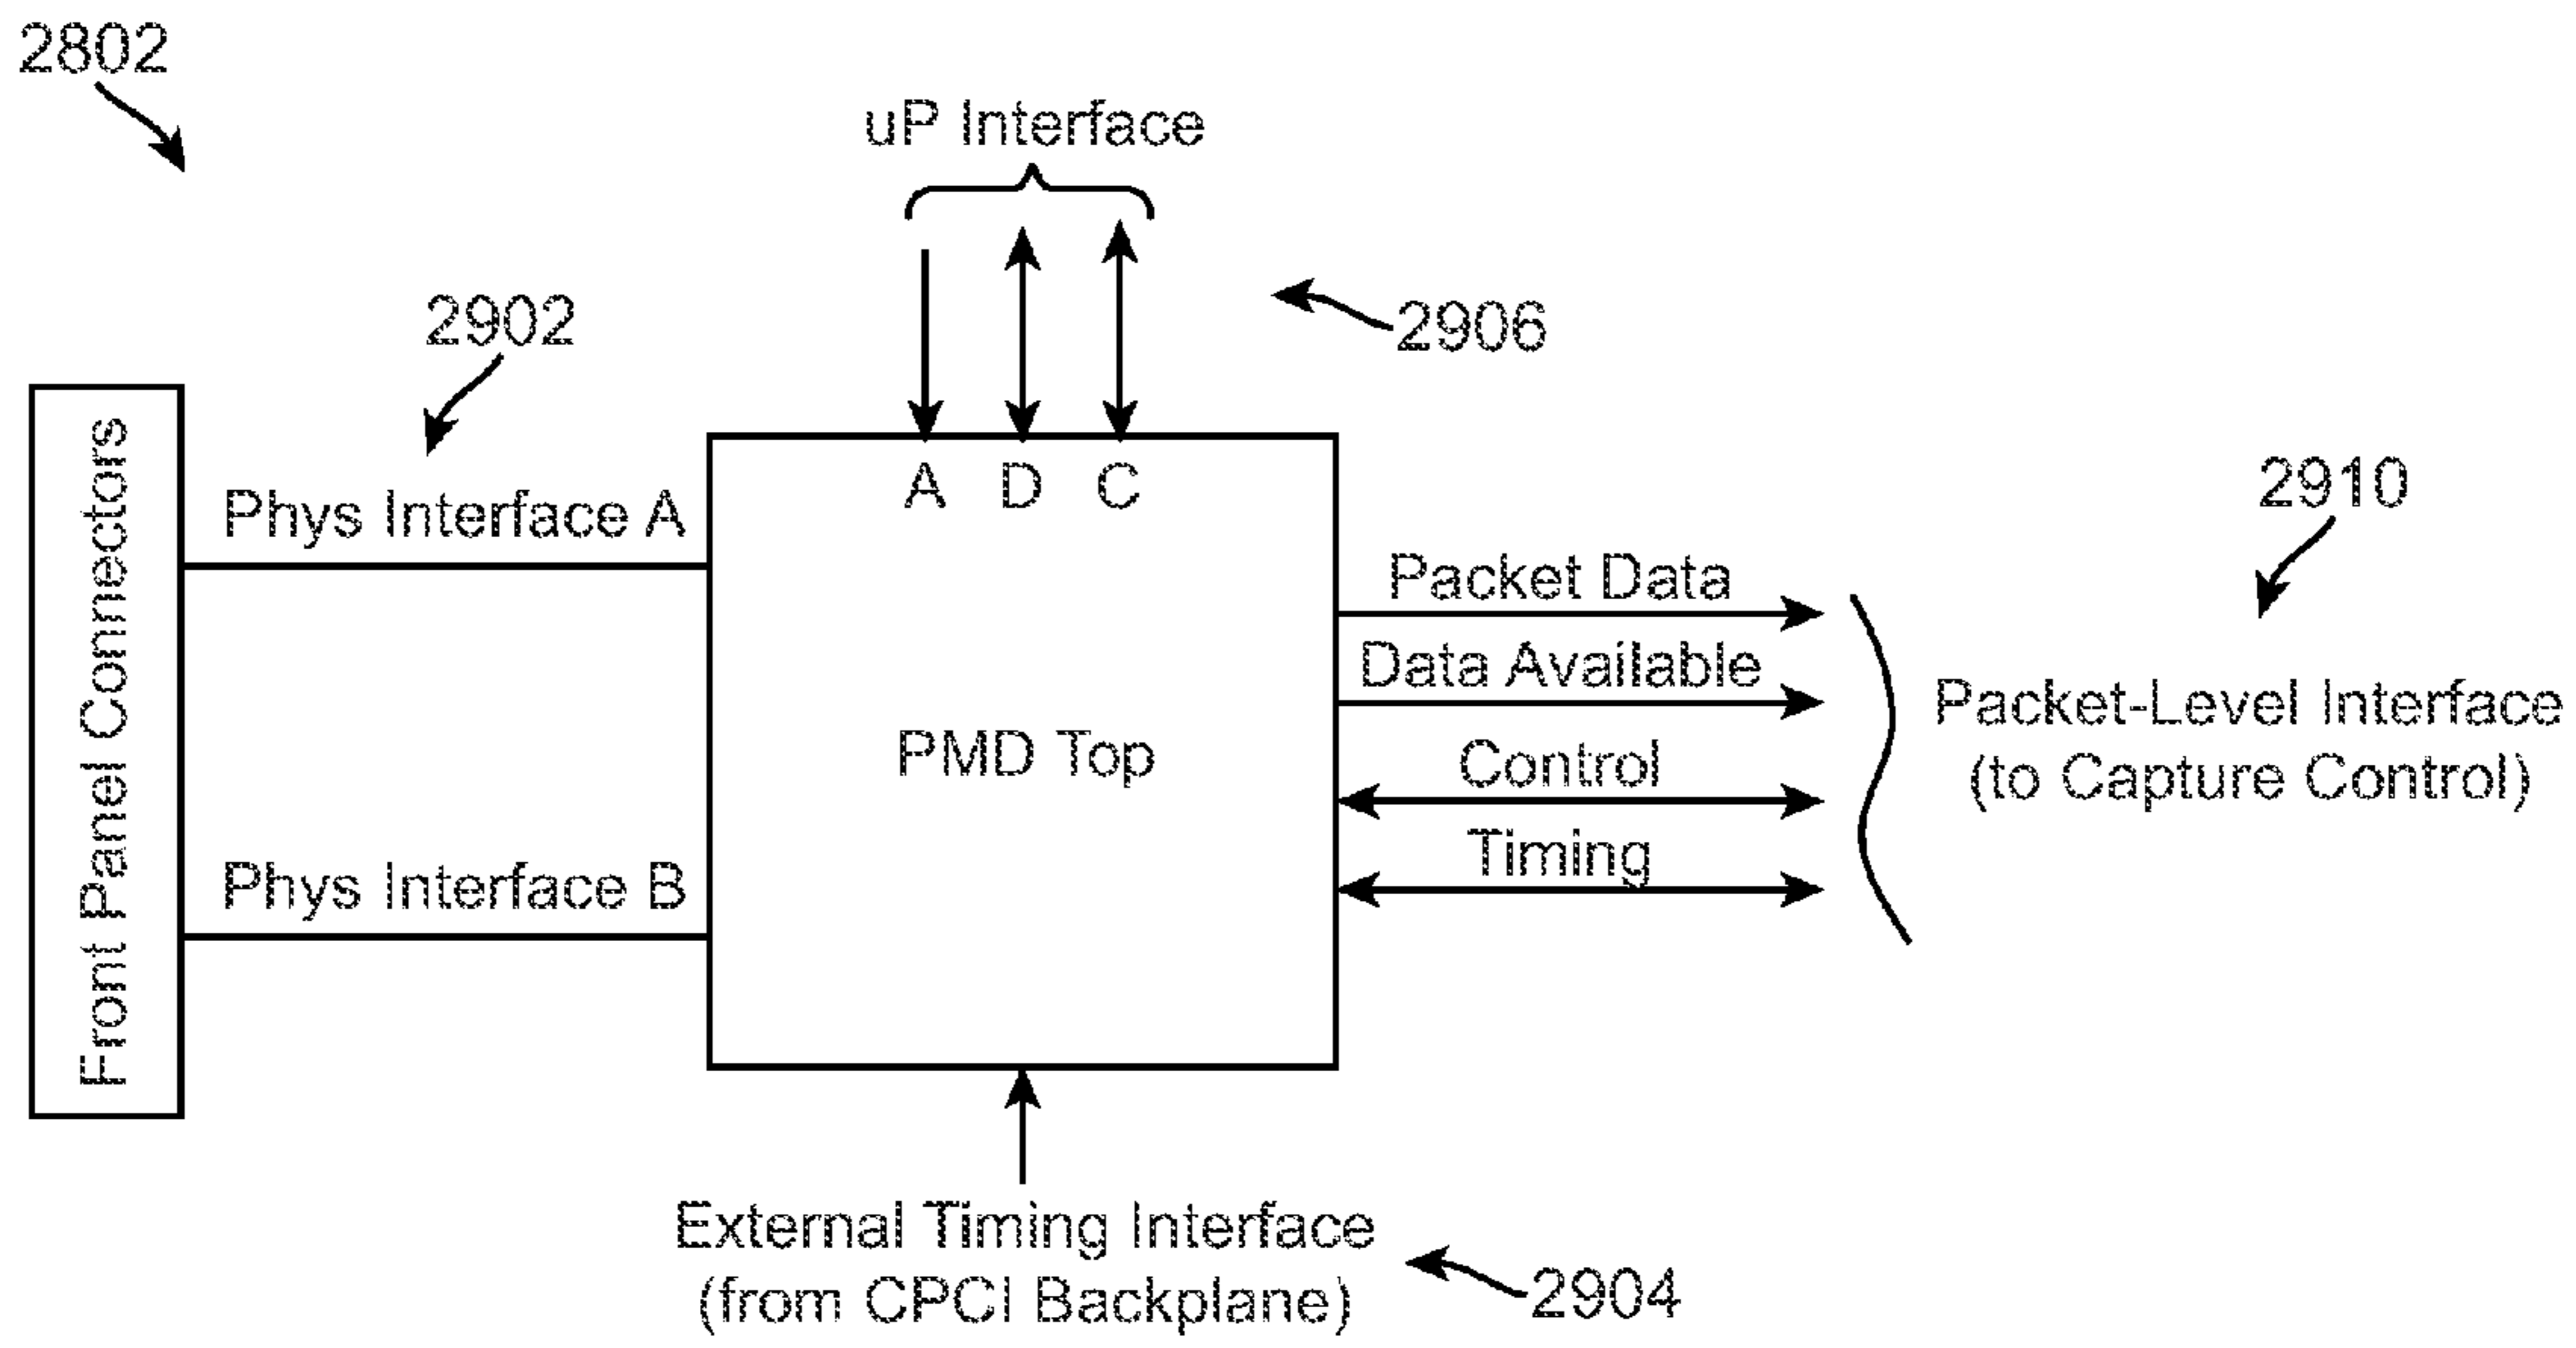 2802
uP Interface
2902
2906
A D C
2910
Front Panel Connectors
Phys Interface A
Packet Data
Data Available
PMD Top
Packet-Level Interface
(to Capture Control)
Control
Timing
Phys Interface B
External Timing Interface
(from CPCI Backplane)
2904